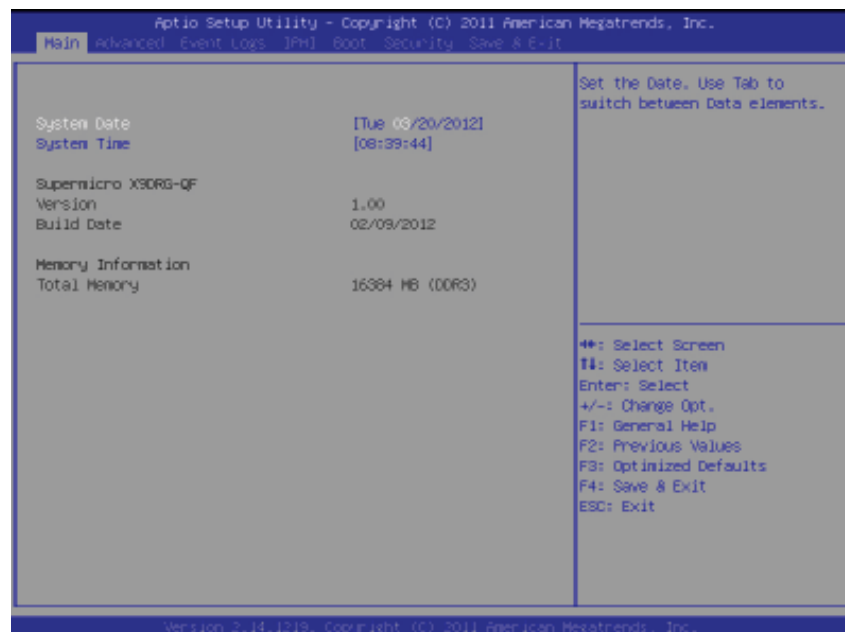 Aptio Setup Utility - Copyright (C) 2011 American Megatrends, Inc.
Main Advanced Event Logs IPMI Boot Security Save & Exit
Set the Date. Use Tab to
switch between Data elements.
System Date [Tue 03/20/2012]
System Time [08:39:44]
Supermicro X9DRG-QF
Version 1.00
Build Date 02/09/2012
Memory Information
Total Memory 16384 MB (DDR3)
↔: Select Screen
↑↓: Select Item
Enter: Select
+/-: Change Opt.
F1: General Help
F2: Previous Values
F3: Optimized Defaults
F4: Save & Exit
ESC: Exit
Version 2.14.1219. Copyright (C) 2011 American Megatrends, Inc.